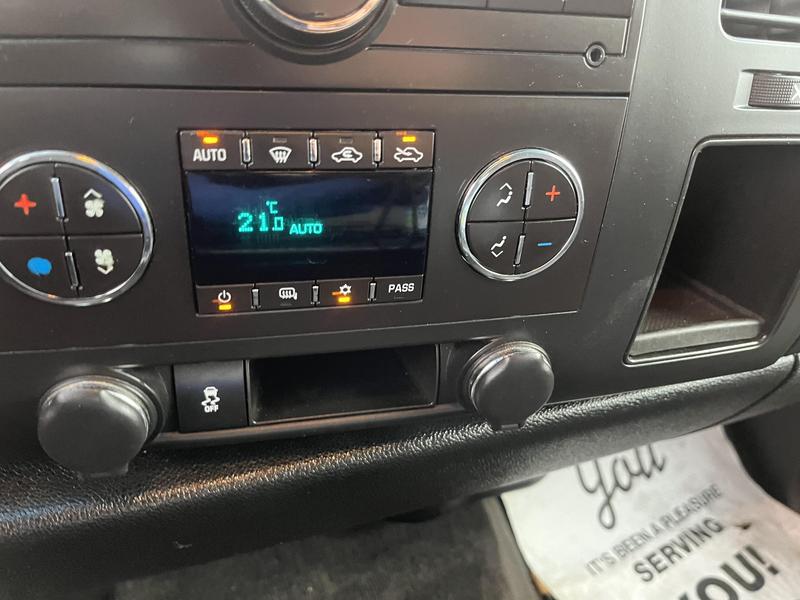 AUTO
°C
21.0 AUTO
PASS
OFF
You
IT'S BEEN A PLEASURE
SERVING
YOU!